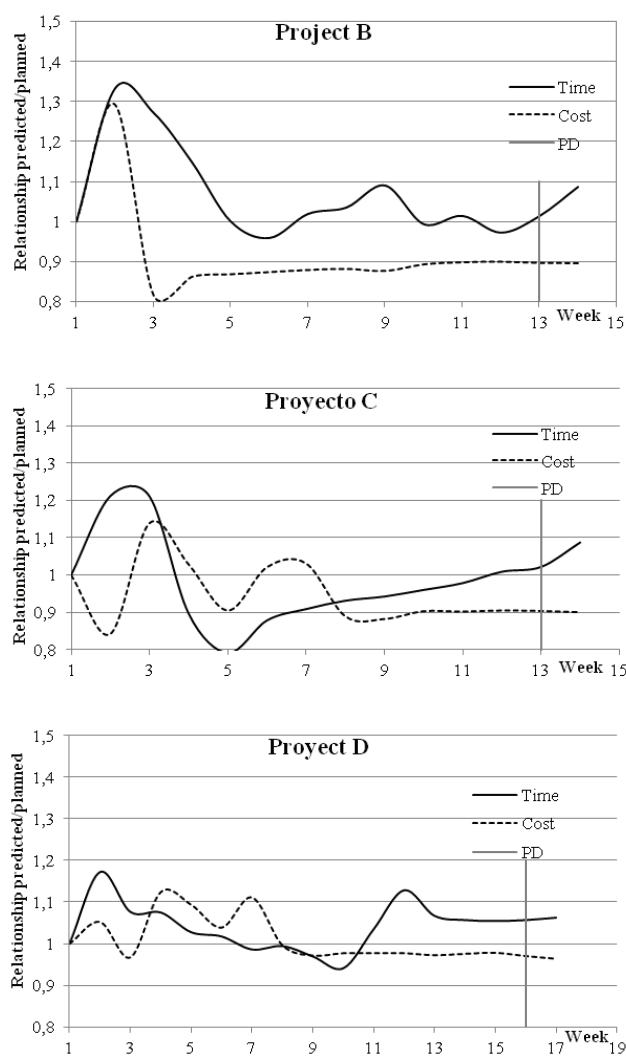 Project B
Relationship predicted/planned
1,5
1,4
1,3
1,2
1,1
1
0,9
0,8
Time
Cost
PD
1 3 5 7 9 11 13 Week 15
Proyecto C
Relationship predicted/planned
1,5
1,4
1,3
1,2
1,1
1
0,9
0,8
Time
Cost
PD
1 3 5 7 9 11 13 Week 15
Proyect D
Relationship predicted/planned
1,5
1,4
1,3
1,2
1,1
1
0,9
0,8
Time
Cost
PD
1 3 5 7 9 11 13 15 Week 17 19